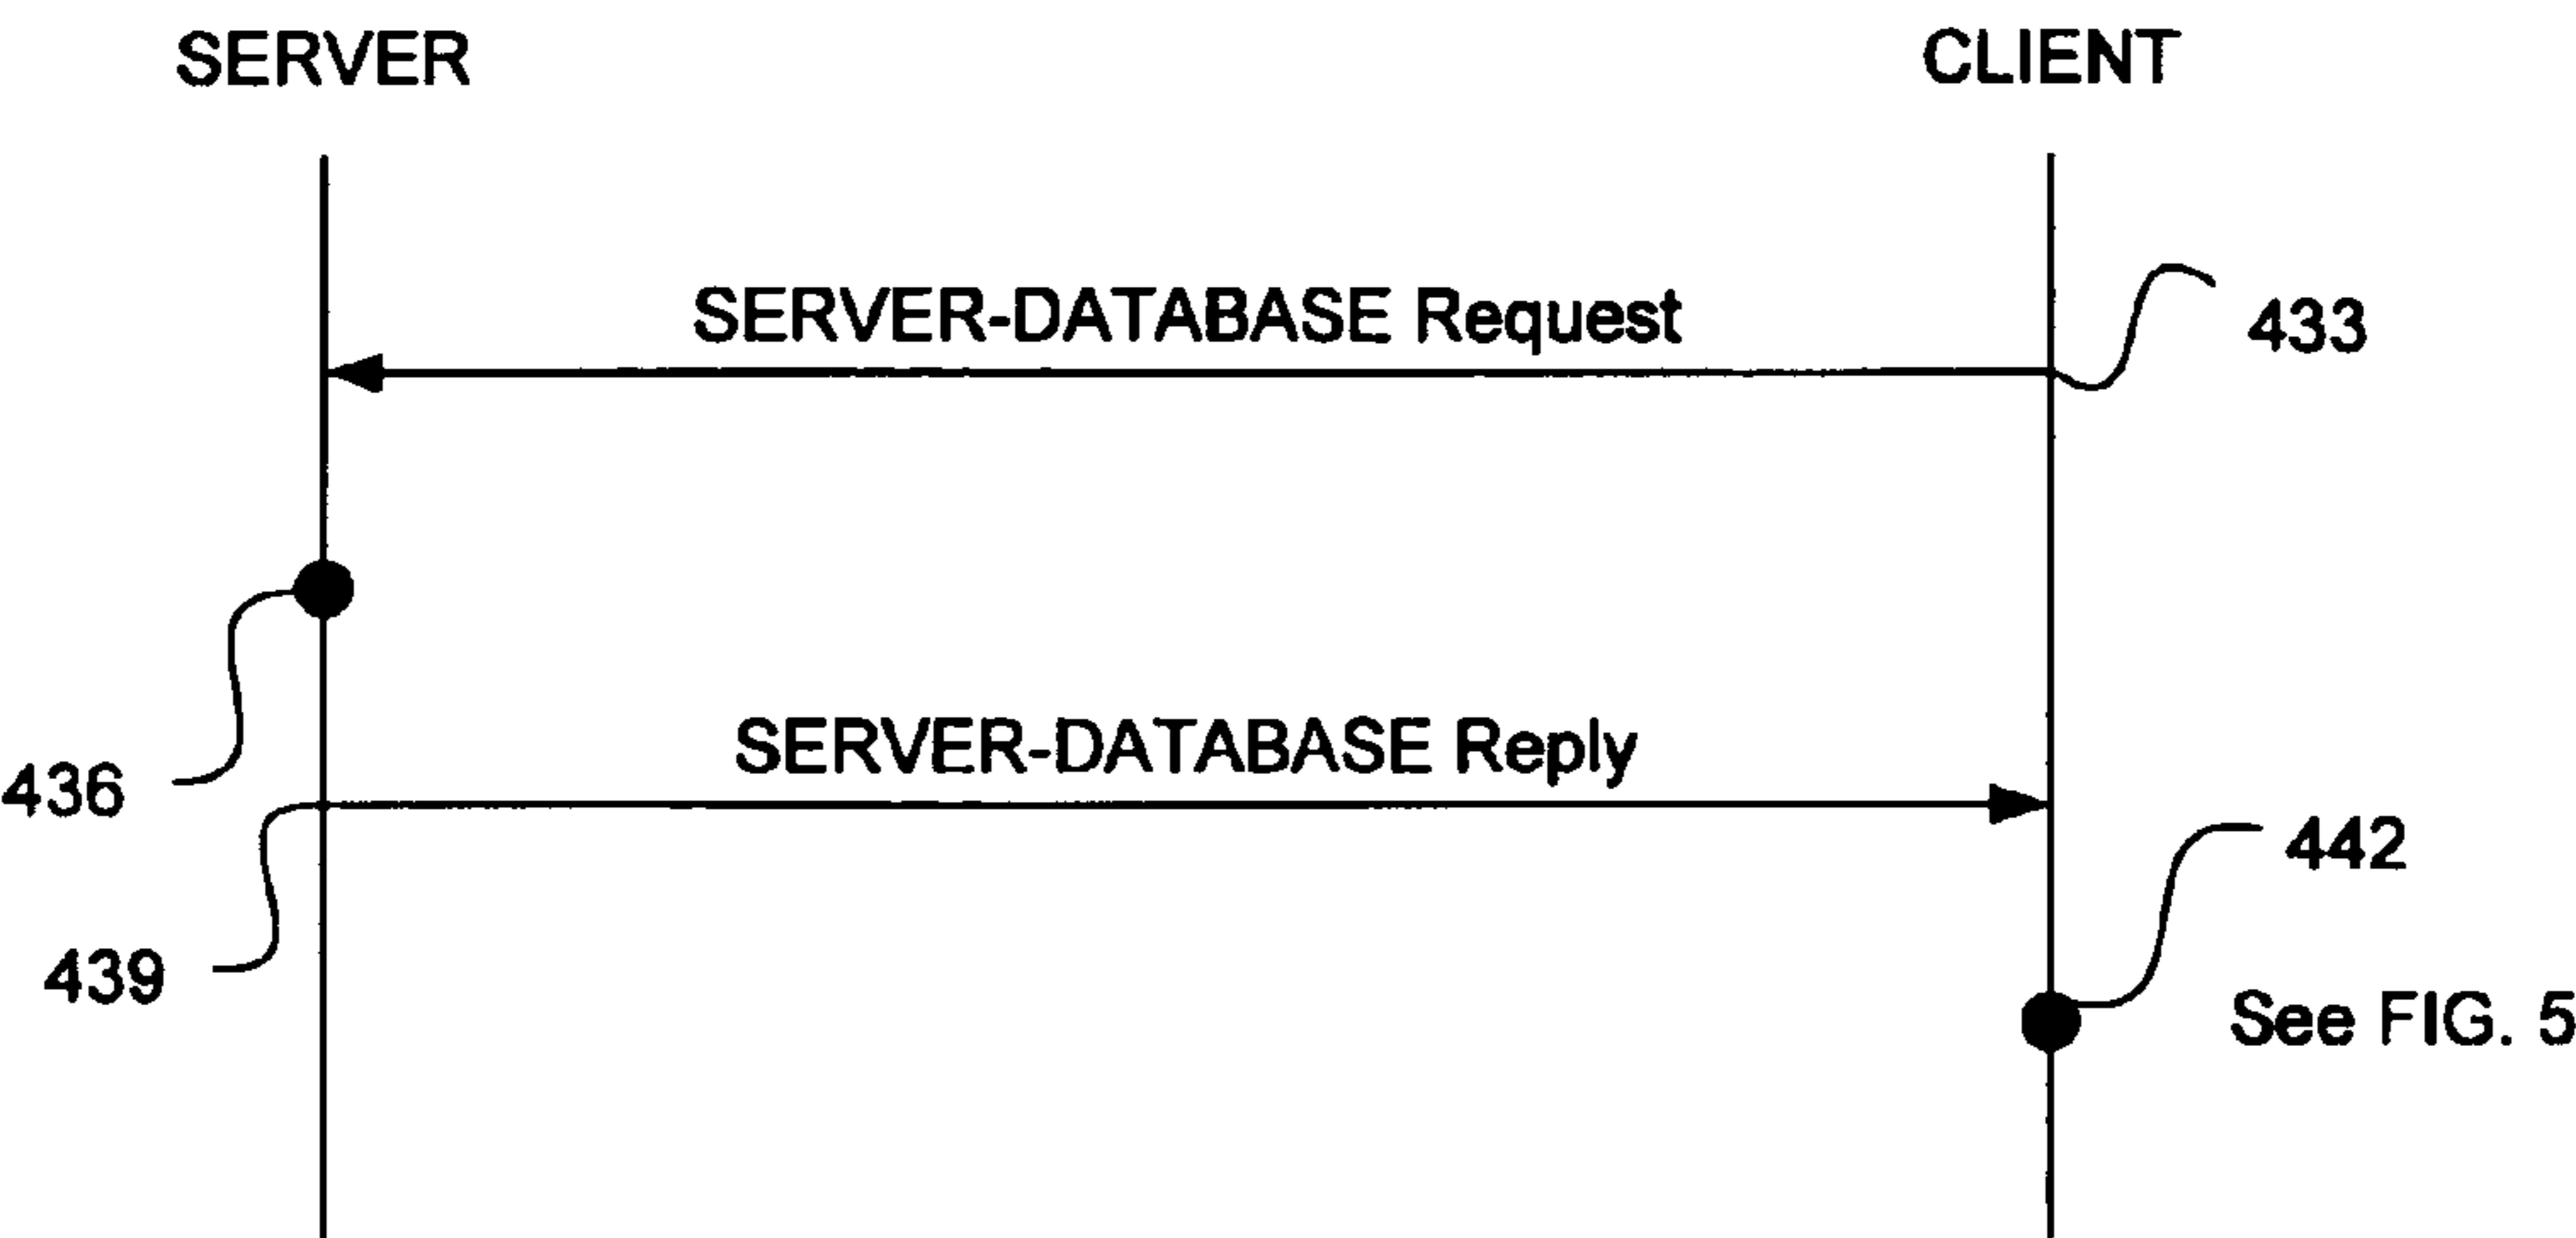 SERVER
CLIENT
SERVER-DATABASE Request
433
SERVER-DATABASE Reply
436
442
439
See FIG. 5